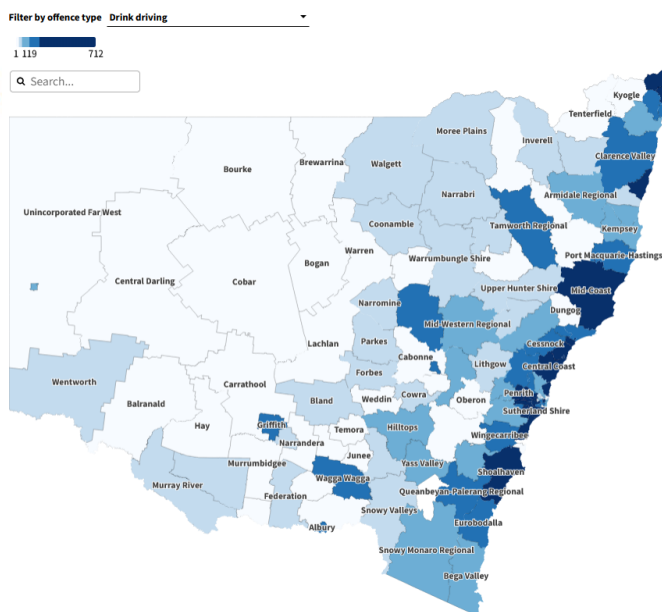 Filter by offence type Drink driving
1 119 712
Search...
Kyogle
Tenterfield
Moree Plains
Inverell
Clarence Valley
Brewarrina
Walgett
Bourke
Narrabri
Armidale Regional
Unincorporated Far West
Coonamble
Tamworth Regional
Kempsey
Warren
Port Macquarie-Hastings
Warrumbungle Shire
Bogan
Central Darling
Cobar
Upper Hunter Shire
Mid-Coast
Narromine
Dungog
Mid-Western Regional
Parkes
Lachlan
Cessnock
Cabonne
Lithgow
Central Coast
Forbes
Wentworth
Carrathool
Penrith
Cowra
Bland
Weddin
Oberon
Balranald
Sutherland Shire
Hay
Griffith
Temora
Hilltops
Wingecarribee
Narrandera
Junee
Murrumbidgee
Yass Valley
Shoalhaven
Wagga Wagga
Murray River
Queanbeyan-Palerang Regional
Federation
Snowy Valleys
Albury
Eurobodalla
Snowy Monaro Regional
Bega Valley